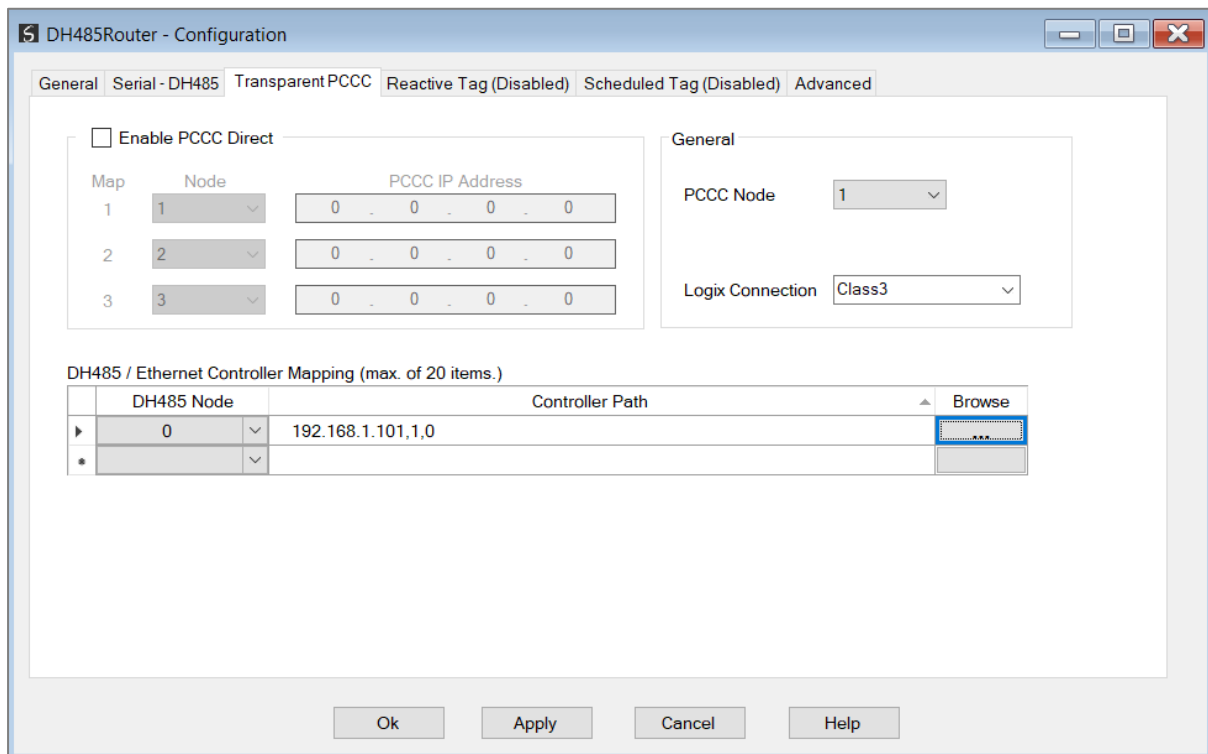 DH485Router - Configuration
General Serial - DH485 Transparent PCCC Reactive Tag (Disabled) Scheduled Tag (Disabled) Advanced
Enable PCCC Direct
Map Node PCCC IP Address
1 1 0 . 0 . 0 . 0
2 2 0 . 0 . 0 . 0
3 3 0 . 0 . 0 . 0
General
PCCC Node 1
Logix Connection Class3
DH485 / Ethernet Controller Mapping (max. of 20 items.)
DH485 Node Controller Path Browse
0 192.168.1.101,1,0 ...
Ok Apply Cancel Help